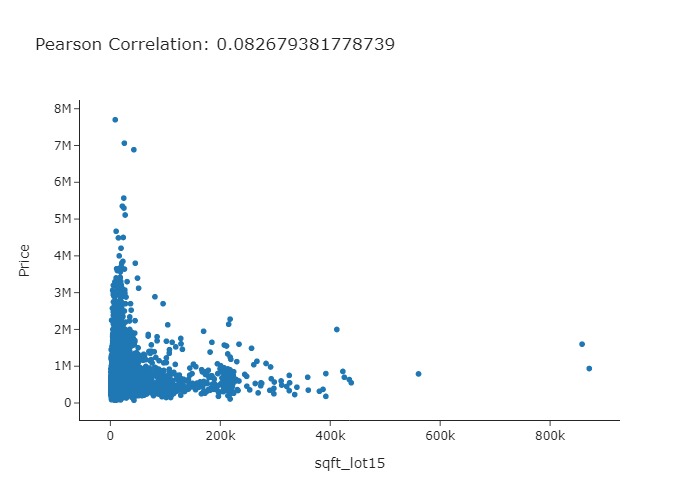 Pearson Correlation: 0.082679381778739
8M
7M
6M
5M
4M
3M
2M
1M
0
Price
0 200k 400k 600k 800k
sqft_lot15